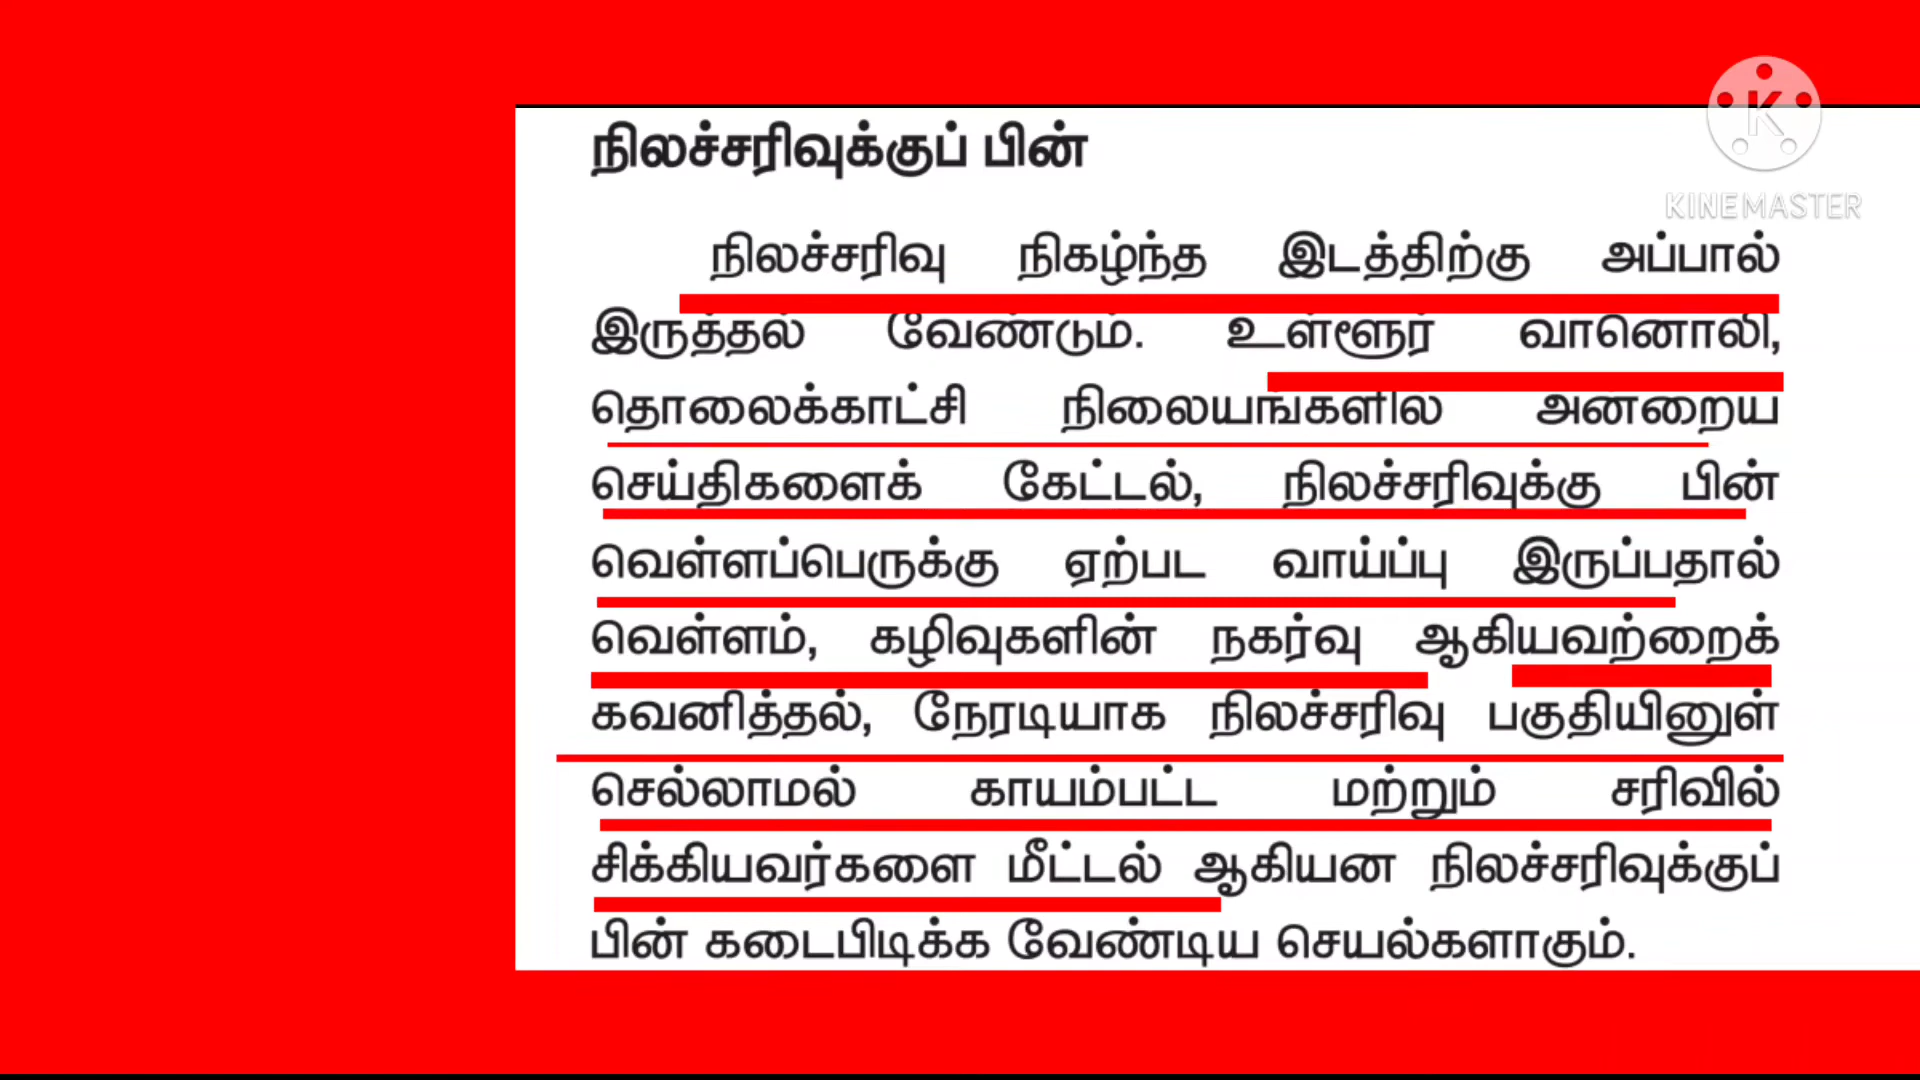 நிலச்சரிவுக்குப் பின்
KINEMASTER
நிலச்சரிவு நிகழ்ந்த இடத்திற்கு அப்பால்
இருத்தல் வேண்டும். உள்ளூர் வானொலி,
தொலைக்காட்சி நிலையங்களில் அன்றைய
செய்திகளைக் கேட்டல், நிலச்சரிவுக்கு பின்
வெள்ளப்பெருக்கு ஏற்பட வாய்ப்பு இருப்பதால்
வெள்ளம், கழிவுகளின் நகர்வு ஆகியவற்றைக்
கவனித்தல், நேரடியாக நிலச்சரிவு பகுதியினுள்
செல்லாமல் காயம்பட்ட மற்றும் சரிவில்
சிக்கியவர்களை மீட்டல் ஆகியன நிலச்சரிவுக்குப்
பின் கடைபிடிக்க வேண்டிய செயல்களாகும்.